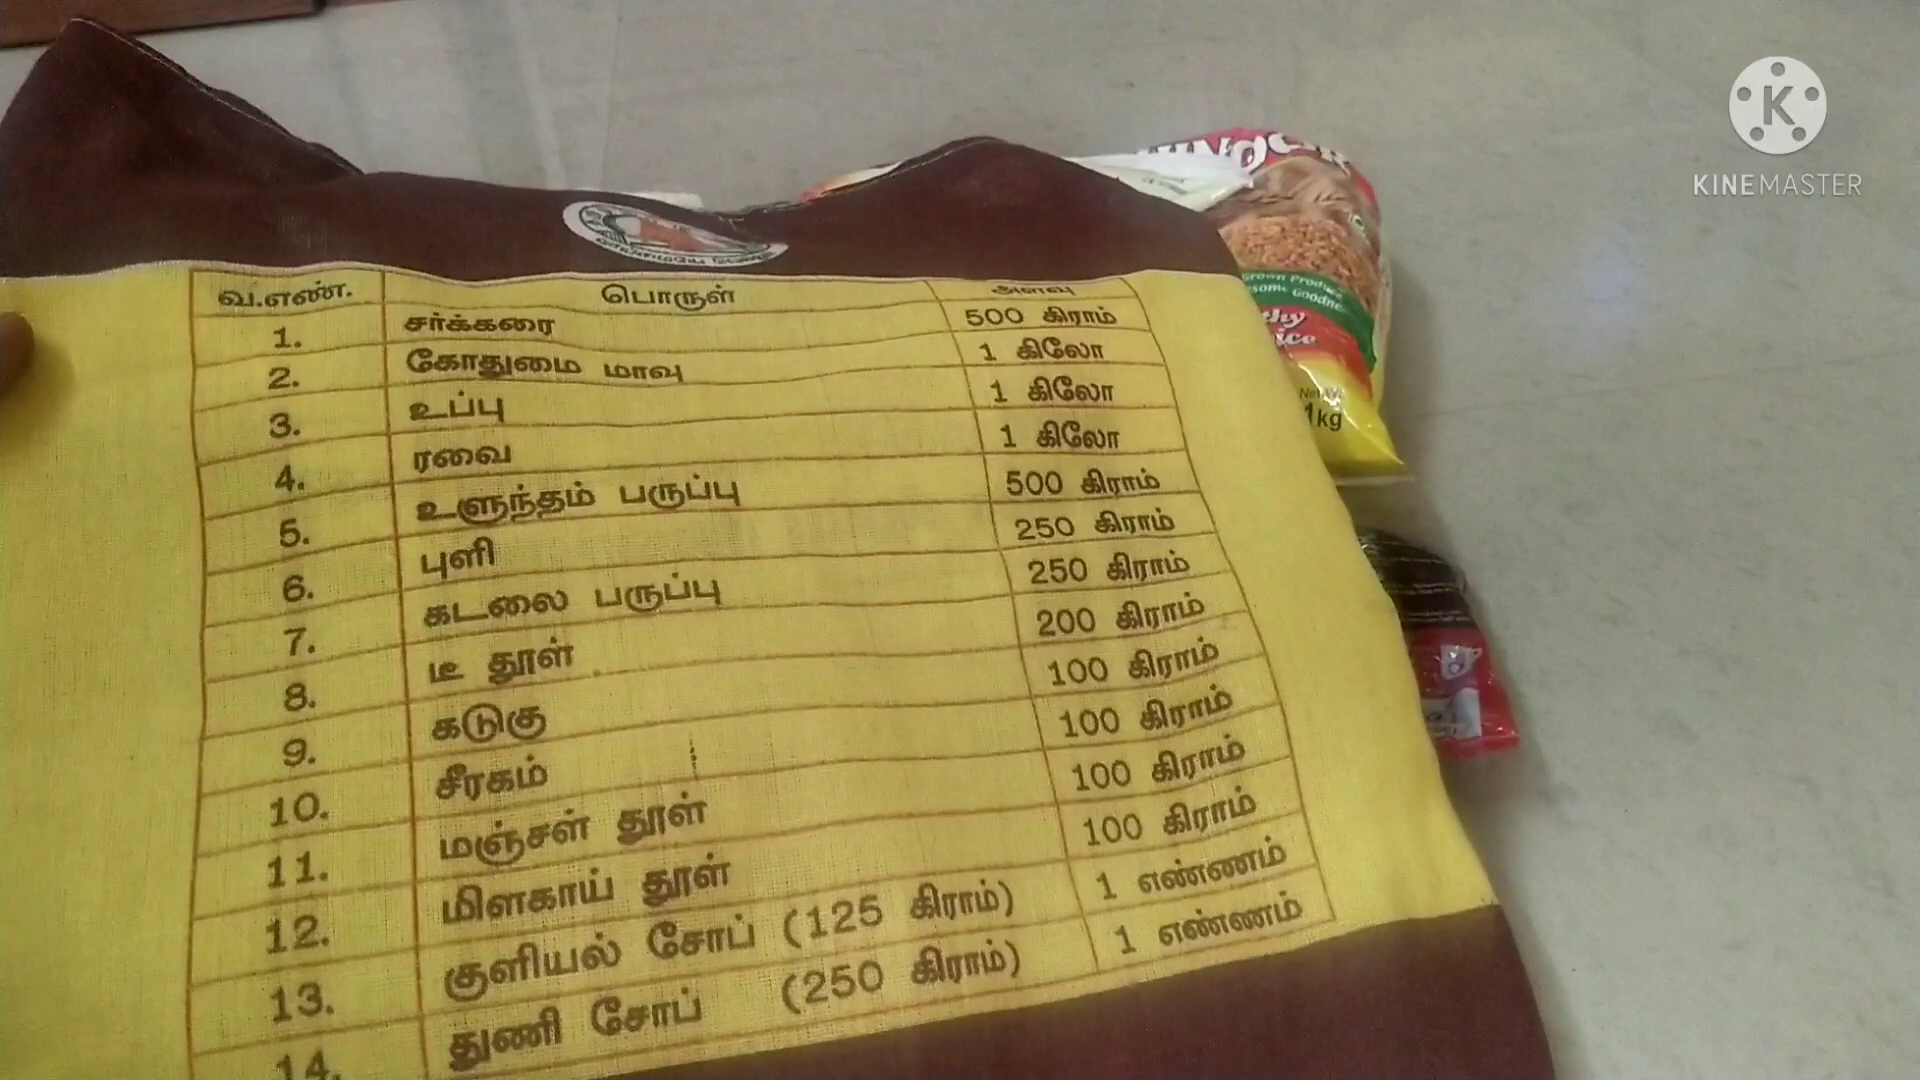 வ.எண். பொருள் அளவு
1. சர்க்கரை 500 கிராம்
2. கோதுமை மாவு 1 கிலோ
3. உப்பு 1 கிலோ
4. ரவை 1 கிலோ
5. உளுந்தம் பருப்பு 500 கிராம்
6. புளி 250 கிராம்
7. கடலை பருப்பு 250 கிராம்
8. டீ தூள் 200 கிராம்
9. கடுகு 100 கிராம்
10. சீரகம் 100 கிராம்
11. மஞ்சள் தூள் 100 கிராம்
12. மிளகாய் தூள் 100 கிராம்
13. குளியல் சோப் (125 கிராம்) 1 எண்ணம்
14. துணி சோப் (250 கிராம்) 1 எண்ணம்
1kg
K
KINEMASTER